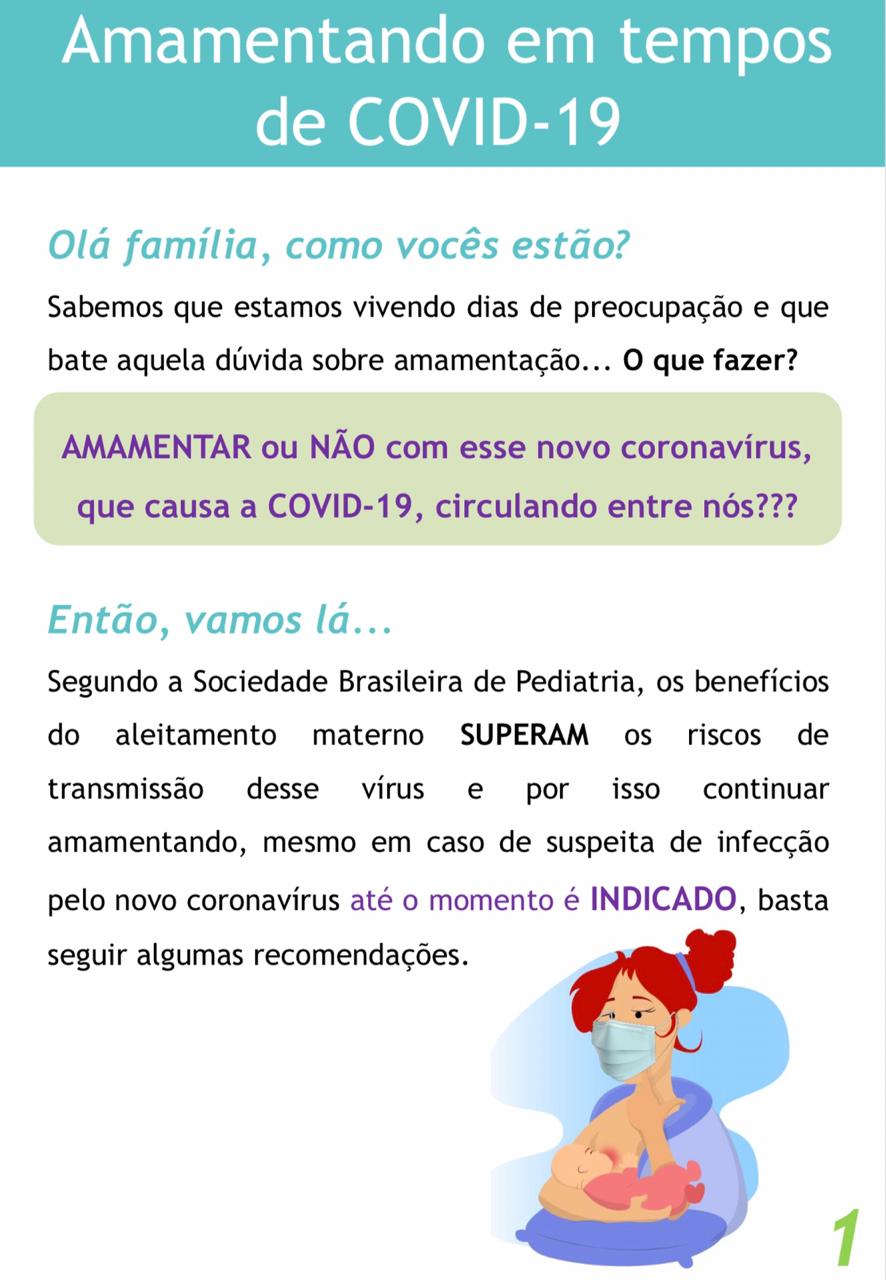 Amamentando em tempos
de COVID-19
Olá família, como vocês estão?
Sabemos que estamos vivendo dias de preocupação e que
bate aquela dúvida sobre amamentação... O que fazer?
AMAMENTAR ou NÃO com esse novo coronavírus,
que causa a COVID-19, circulando entre nós???
Então, vamos lá...
Segundo a Sociedade Brasileira de Pediatria, os benefícios
do aleitamento materno SUPERAM os riscos de
transmissão desse vírus e por isso continuar
amamentando, mesmo em caso de suspeita de infecção
pelo novo coronavírus até o momento é INDICADO, basta
seguir algumas recomendações.
1